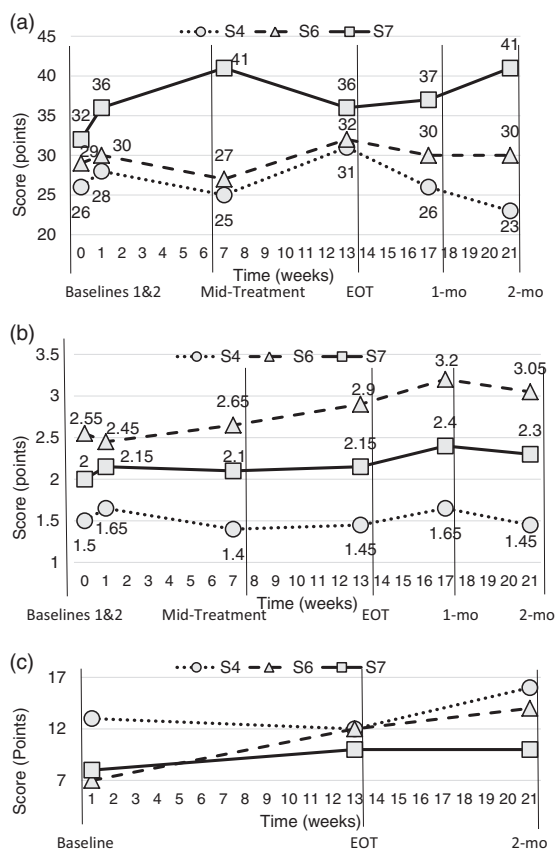 (a)
S4 S6 S7
45
40
35
30
25
20
Score (points)
32 36 41 36 37 41
29 30 27 32 30 30
26 28 25 31 26 23
0 1 2 3 4 5 6 7 8 9 10 11 12 13 14 15 16 17 18 19 20 21
Time (weeks)
Baselines 1&2 Mid-Treatment EOT 1-mo 2-mo
(b)
S4 S6 S7
3.5
3
2.5
2
1.5
1
Score (points)
2.55 2.45 2.65 2.9 3.2 3.05
2 2.15 2.1 2.15 2.4 2.3
1.5 1.65 1.4 1.45 1.65 1.45
0 1 2 3 4 5 6 7 8 9 10 11 12 13 14 15 16 17 18 19 20 21
Time (weeks)
Baselines 1&2 Mid-Treatment EOT 1-mo 2-mo
(c)
S4 S6 S7
17
12
7
Score (Points)
1 2 3 4 5 6 7 8 9 10 11 12 13 14 15 16 17 18 19 20 21
Baseline EOT 2-mo